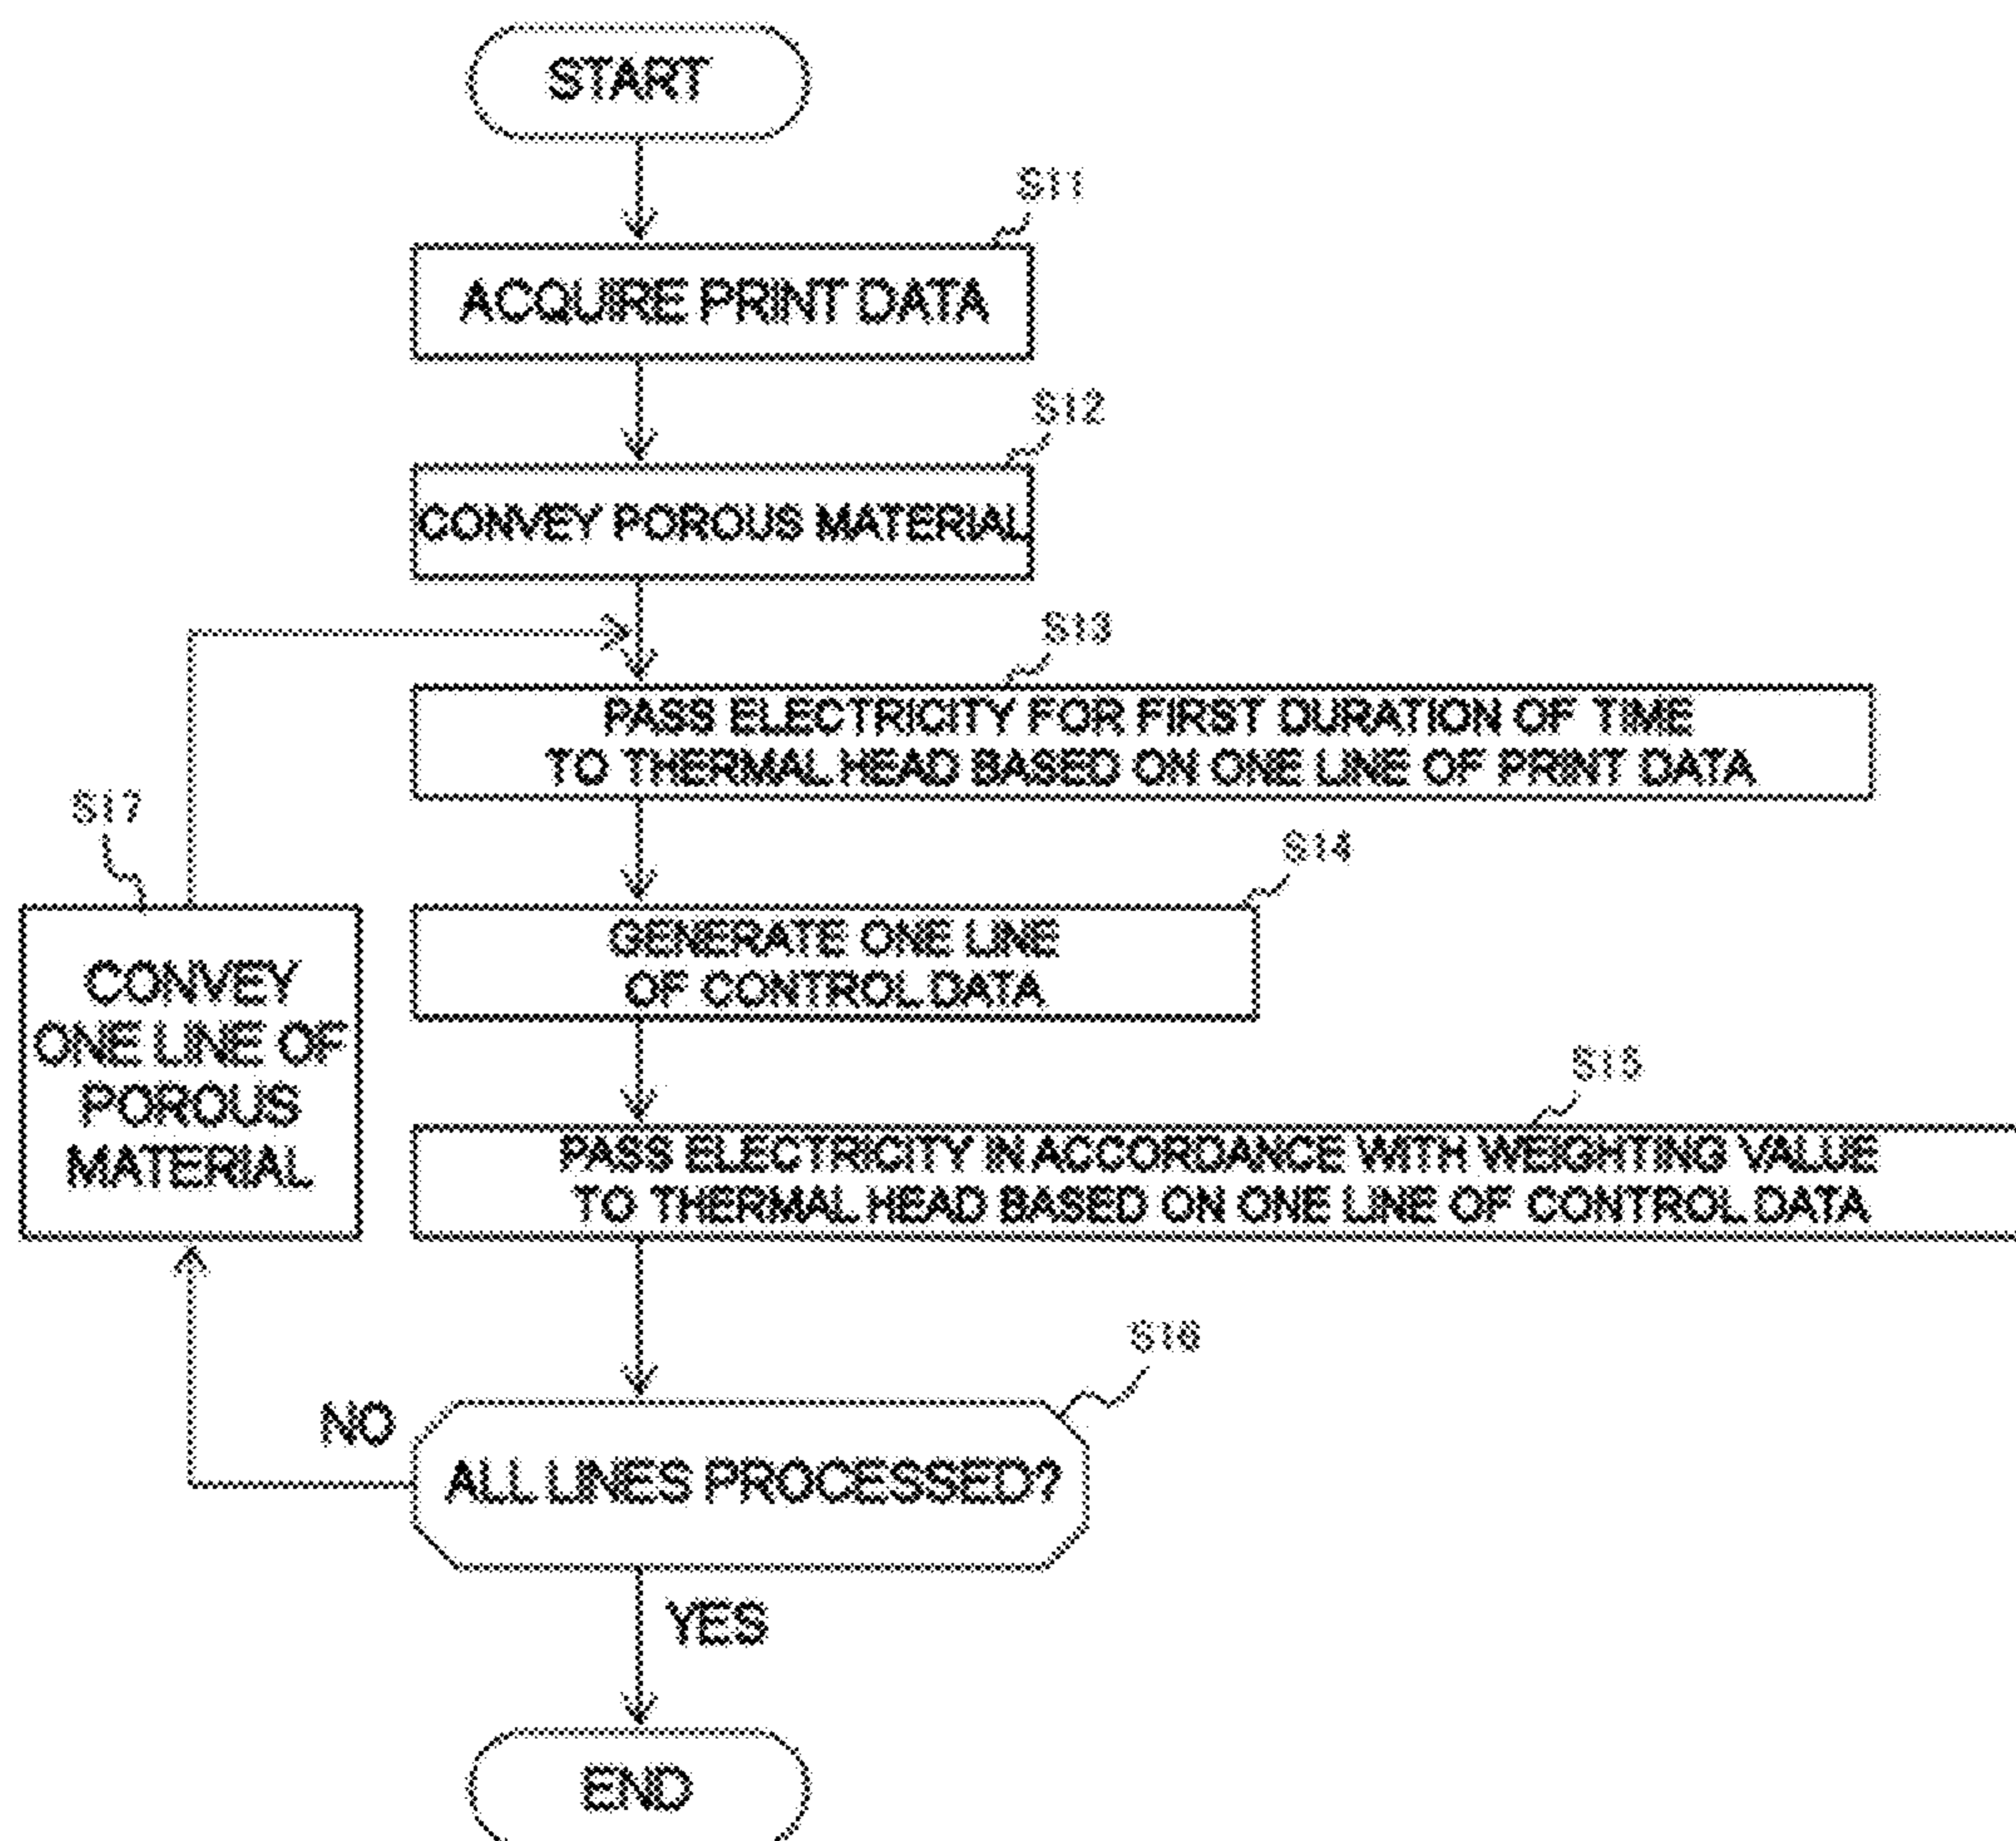 START
S11
ACQUIRE PRINT DATA
S12
CONVEY POROUS MATERIAL
S13
PASS ELECTRICITY FOR FIRST DURATION OF TIME
TO THERMAL HEAD BASED ON ONE LINE OF PRINT DATA
S17
S14
CONVEY
ONE LINE OF
POROUS
MATERIAL
GENERATE ONE LINE
OF CONTROL DATA
S15
PASS ELECTRICITY IN ACCORDANCE WITH WEIGHTING VALUE
TO THERMAL HEAD BASED ON ONE LINE OF CONTROL DATA
S16
NO
ALL LINES PROCESSED?
YES
END